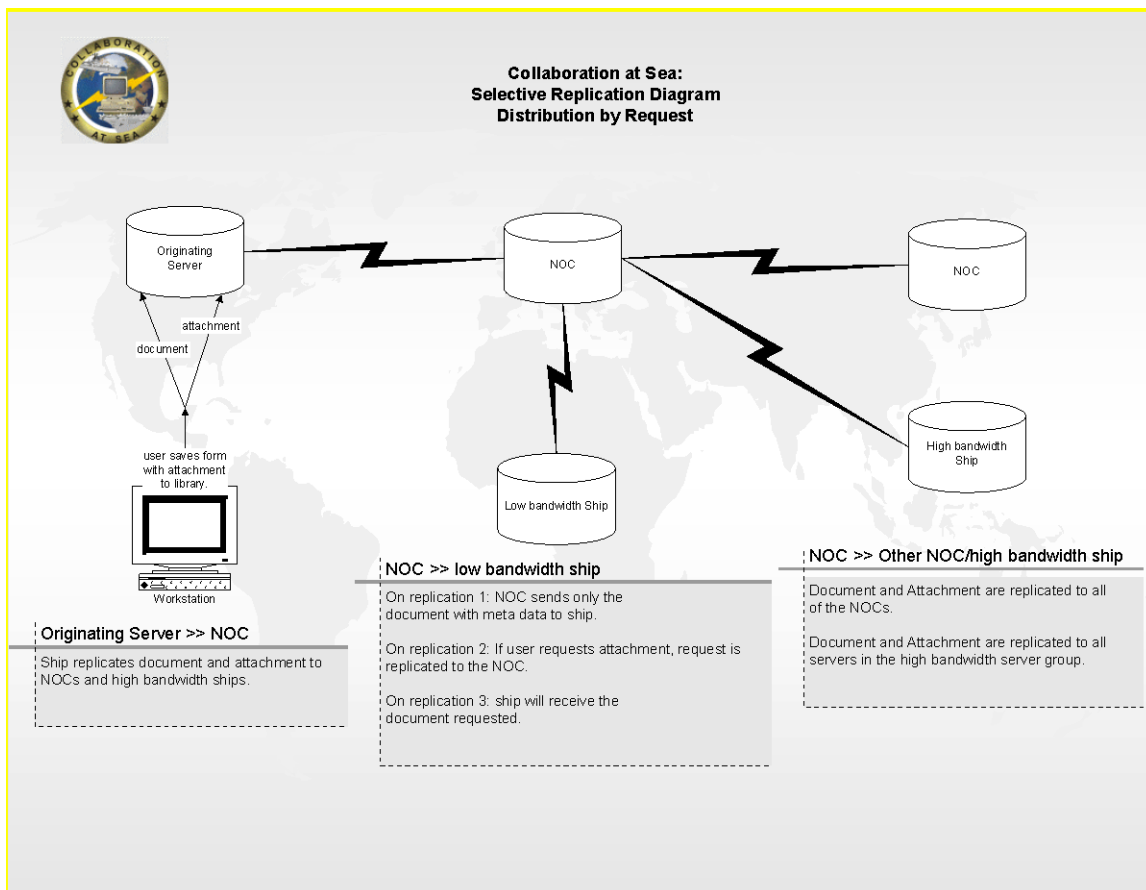 COLLABORATION
AT SEA
Collaboration at Sea:
Selective Replication Diagram
Distribution by Request
Originating
Server
NOC
NOC
attachment
document
user saves form
with attachment
to library.
High bandwidth
Ship
Low bandwidth Ship
Workstation
Originating Server >> NOC
Ship replicates document and attachment to
NOCs and high bandwidth ships.
NOC >> low bandwidth ship
On replication 1: NOC sends only the
document with meta data to ship.
On replication 2: If user requests attachment, request is
replicated to the NOC.
On replication 3: ship will receive the
document requested.
NOC >> Other NOC/high bandwidth ship
Document and Attachment are replicated to all
of the NOCs.
Document and Attachment are replicated to all
servers in the high bandwidth server group.